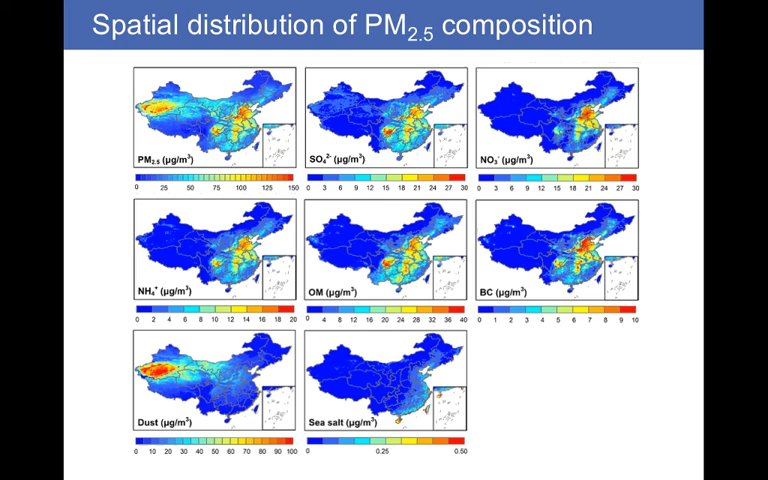 Spatial distribution of PM2.5 composition
PM2.5 (μg/m³)
SO4²⁻ (μg/m³)
NO3⁻ (μg/m³)
0 25 50 75 100 125 150
0 3 6 9 12 15 18 21 24 27 30
0 3 6 9 12 15 18 21 24 27 30
NH4⁺ (μg/m³)
OM (μg/m³)
BC (μg/m³)
0 2 4 6 8 10 12 14 16 18 20
0 4 8 12 16 20 24 28 32 36 40
0 1 2 3 4 5 6 7 8 9 10
Dust (μg/m³)
Sea salt (μg/m³)
0 10 20 30 40 50 60 70 80 90 100
0 0.25 0.50